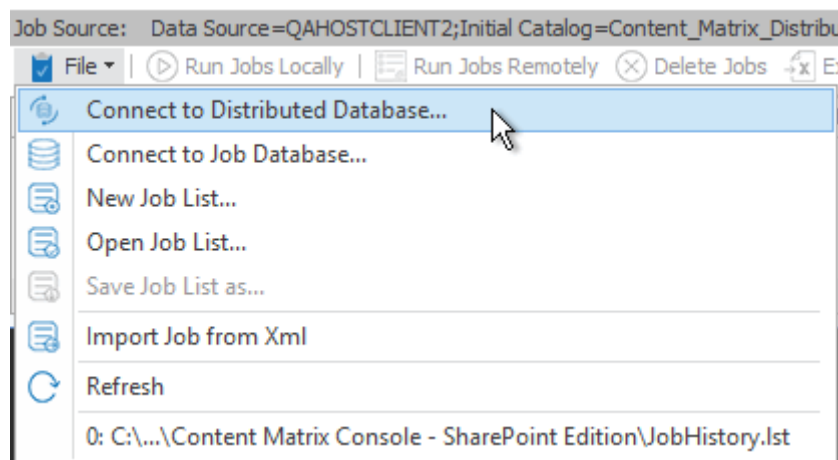 Job Source: Data Source=QAHOSTCLIENT2;Initial Catalog=Content_Matrix_Distribu
File Run Jobs Locally Run Jobs Remotely Delete Jobs
Connect to Distributed Database...
Connect to Job Database...
New Job List...
Open Job List...
Save Job List as...
Import Job from Xml
Refresh
0: C:\...\Content Matrix Console - SharePoint Edition\JobHistory.lst